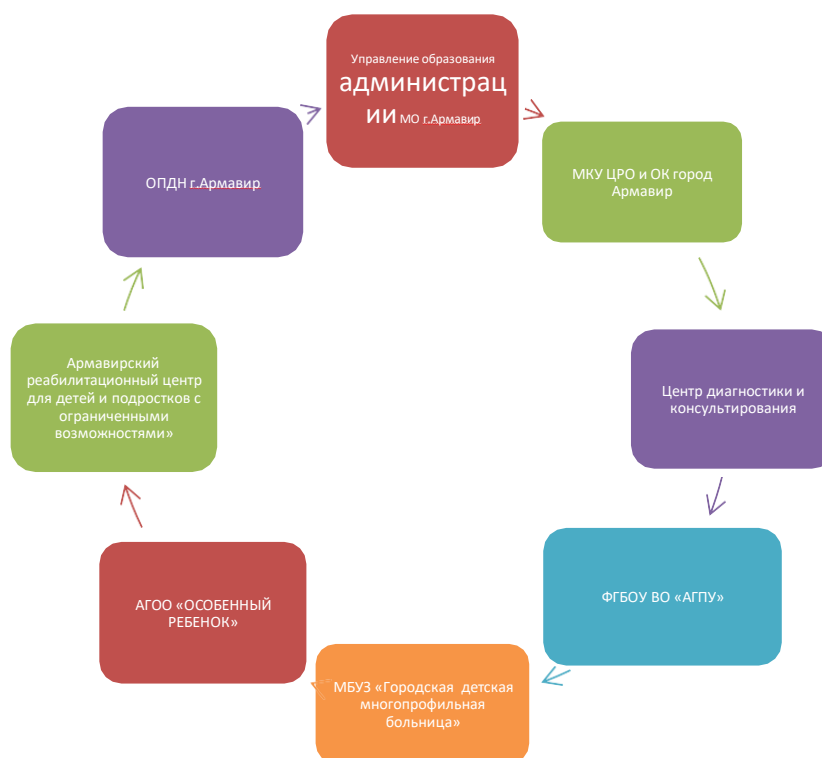 Управление образования
администрац
ии МО г.Армавир
МКУ ЦРО и ОК город
Армавир
Центр диагностики и
консультирования
ФГБОУ ВО «АГПУ»
МБУЗ «Городская детская
многопрофильная
больница»
АГОО «ОСОБЕННЫЙ
РЕБЕНОК»
Армавирский
реабилитационный центр
для детей и подростков с
ограниченными
возможностями»
ОПДН г.Армавир